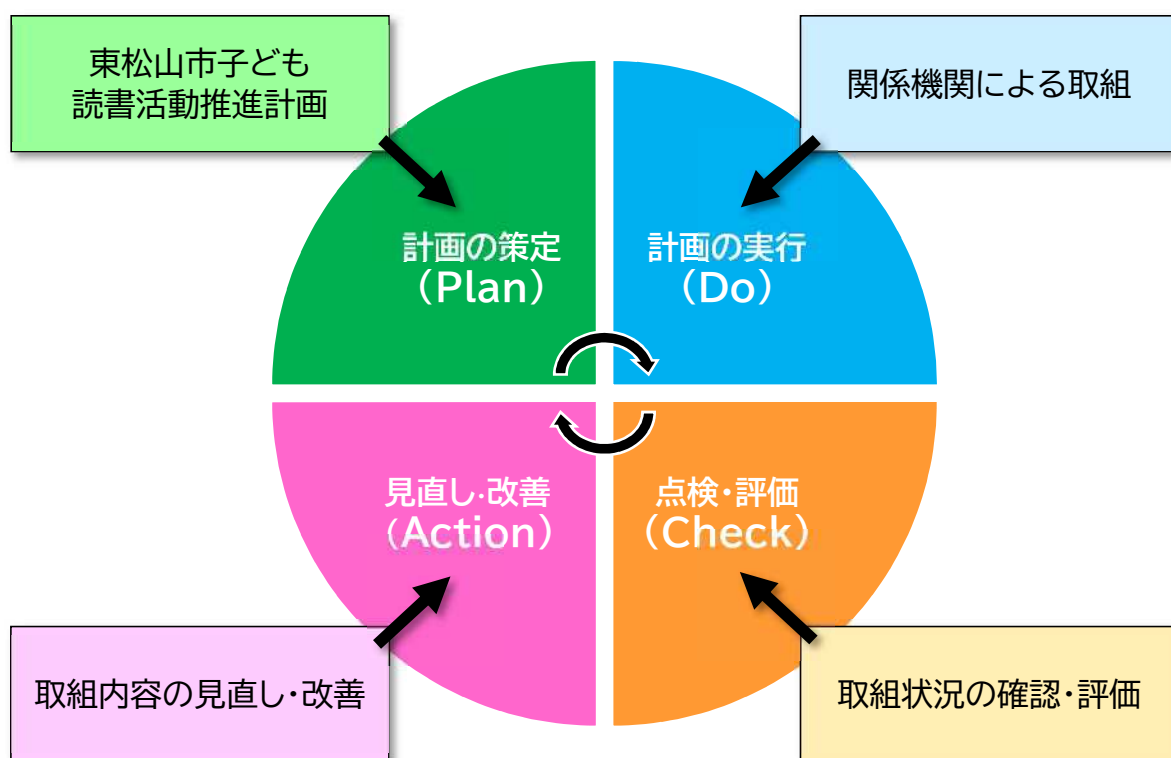 東松山市子ども
読書活動推進計画
関係機関による取組
計画の策定
（Plan）
計画の実行
（Do）
見直し・改善
（Action）
点検・評価
（Check）
取組内容の見直し・改善
取組状況の確認・評価